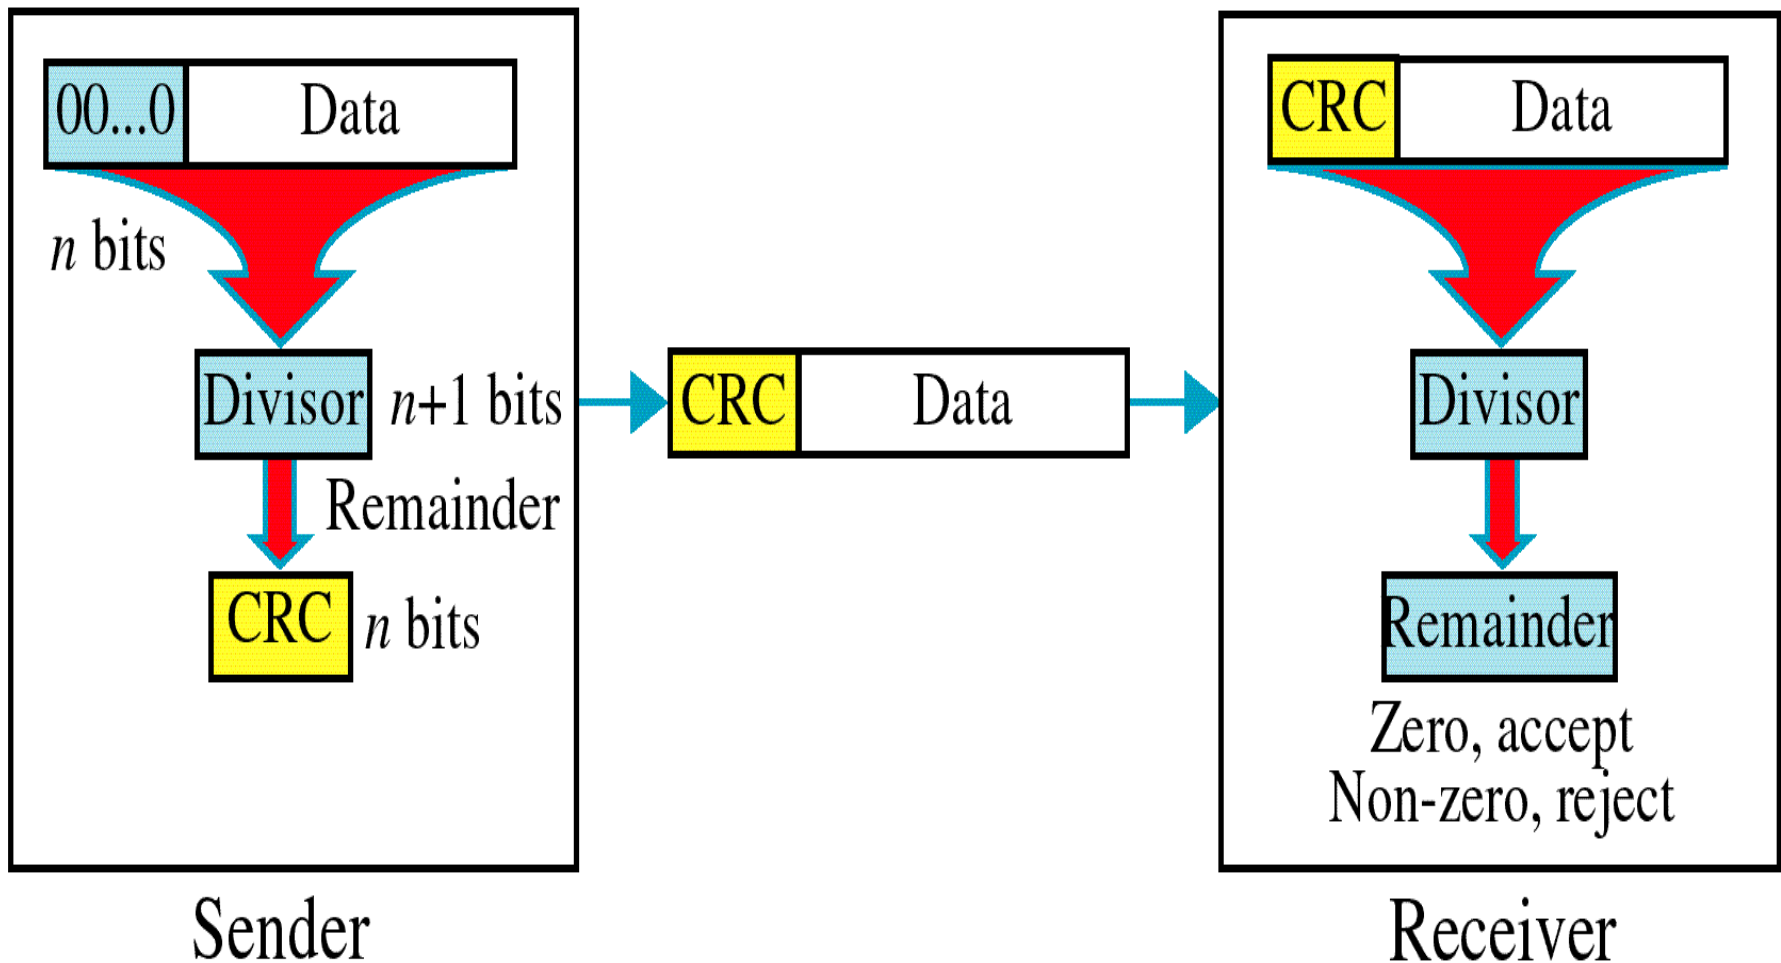 00...0 Data
n bits
Divisor n+1 bits
Remainder
CRC n bits
Sender
CRC Data
CRC Data
Divisor
Remainder
Zero, accept
Non-zero, reject
Receiver